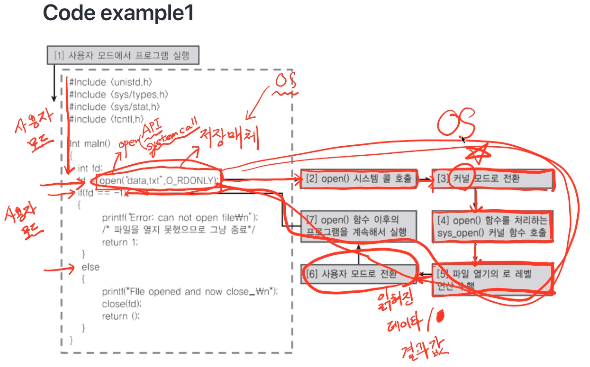 Code example1
[1] 사용자 모드에서 프로그램 실행
#Include <unistd.h>
#Include <sys/types.h>
#Include <sys/stat.h>
#Include <fcntl.h>
Int maIn()
{
int fd;
open("data.txt",O_RDONLY);
if(fd == -1)
{
printf("Error: can not open file₩n");
/* 파일을 열지 못했으므로 그냥 종료*/
return 1;
}
else
{
printf("FIle opened and now close_₩n");
close(fd);
return ();
}
}
[2] open() 시스템 콜 호출
[3] 커널 모드로 전환
[4] open() 함수를 처리하는
sys_open() 커널 함수 호출
[5] 파일 열기의 로 레벨
연산 수행
[6] 사용자 모드로 전환
[7] open() 함수 이후의
프로그램을 계속해서 실행
사용자
모드
사용자
모드
open API
system call
저장매체
OS
OS
읽혀진
데이타/
결과값